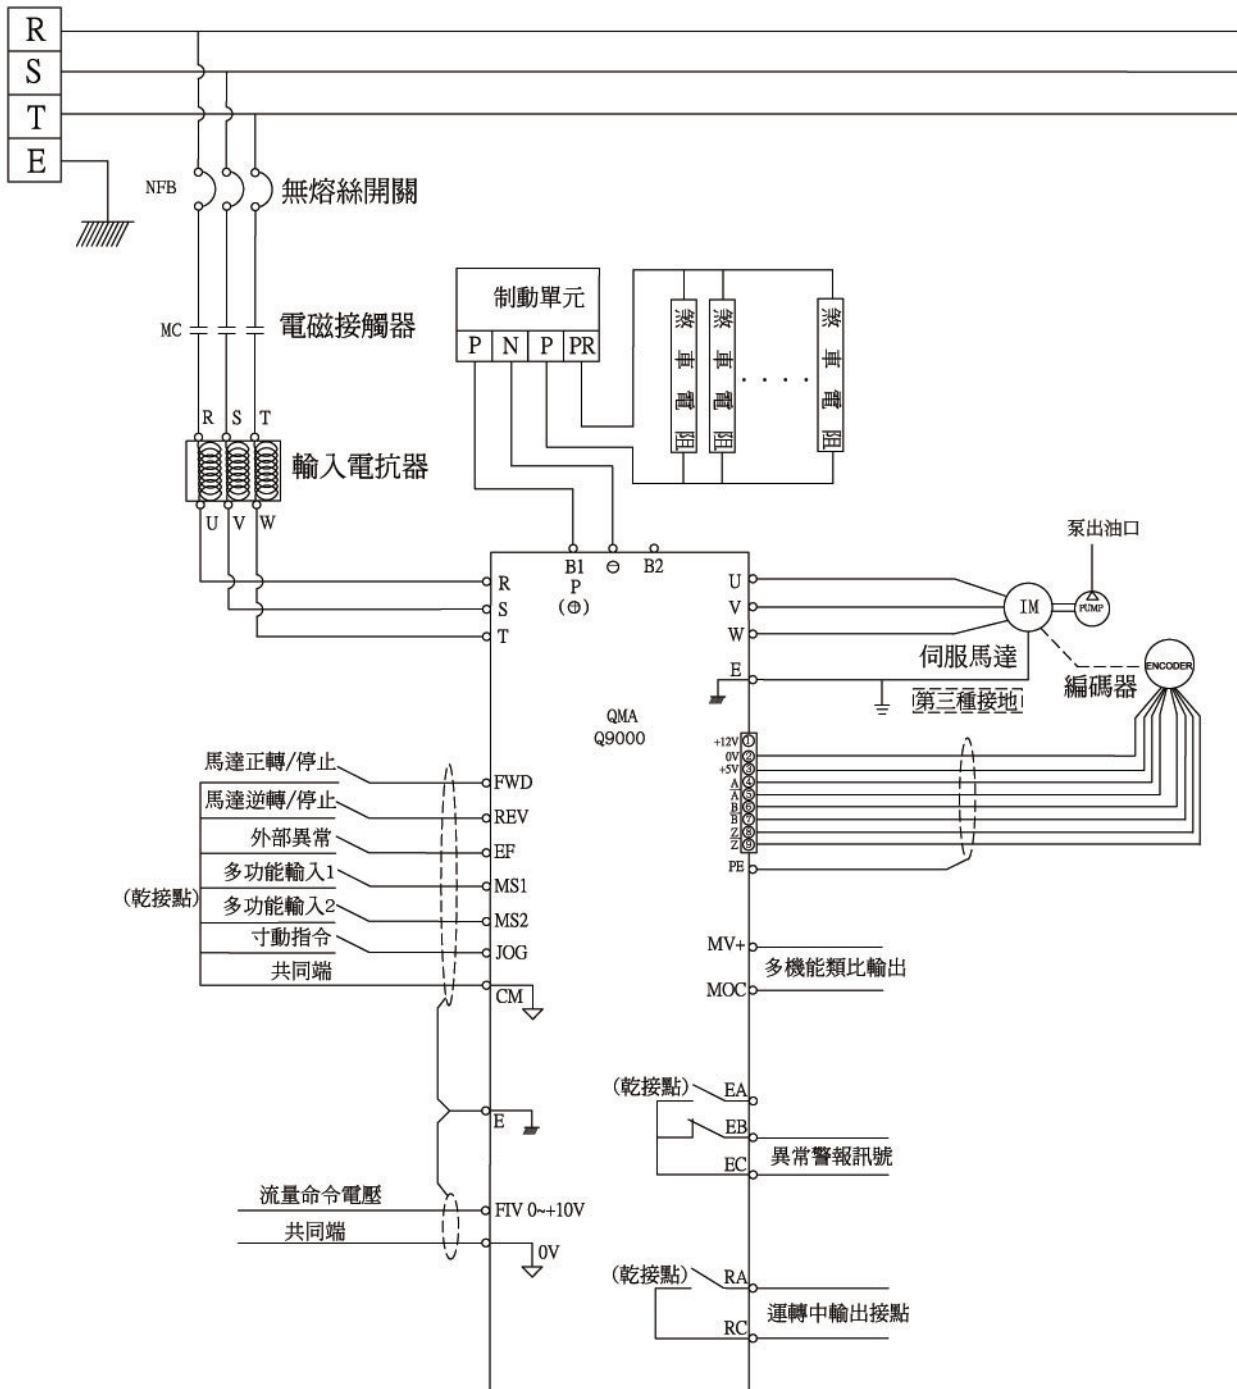 R
S
T
E
NFB
無熔絲開關
MC
電磁接觸器
R S T
輸入電抗器
U V W
制動單元
P N P PR
煞車電阻
煞車電阻
....
煞車電阻
B1
P
(⊕)
⊖
B2
R
S
T
U
V
W
E
IM
PUMP
泵出油口
伺服馬達
第三種接地
編碼器
ENCODER
QMA
Q9000
+12V ①
0V ②
+5V ③
A ④
A̅ ⑤
B ⑥
B̅ ⑦
Z ⑧
Z̅ ⑨
PE
馬達正轉/停止 FWD
馬達逆轉/停止 REV
外部異常 EF
多功能輸入1 MS1
(乾接點)
多功能輸入2 MS2
寸動指令 JOG
共同端 CM
E
流量命令電壓 FIV 0~+10V
共同端 0V
MV+
多機能類比輸出
MOC
(乾接點) EA
EB
異常警報訊號
EC
(乾接點) RA
運轉中輸出接點
RC